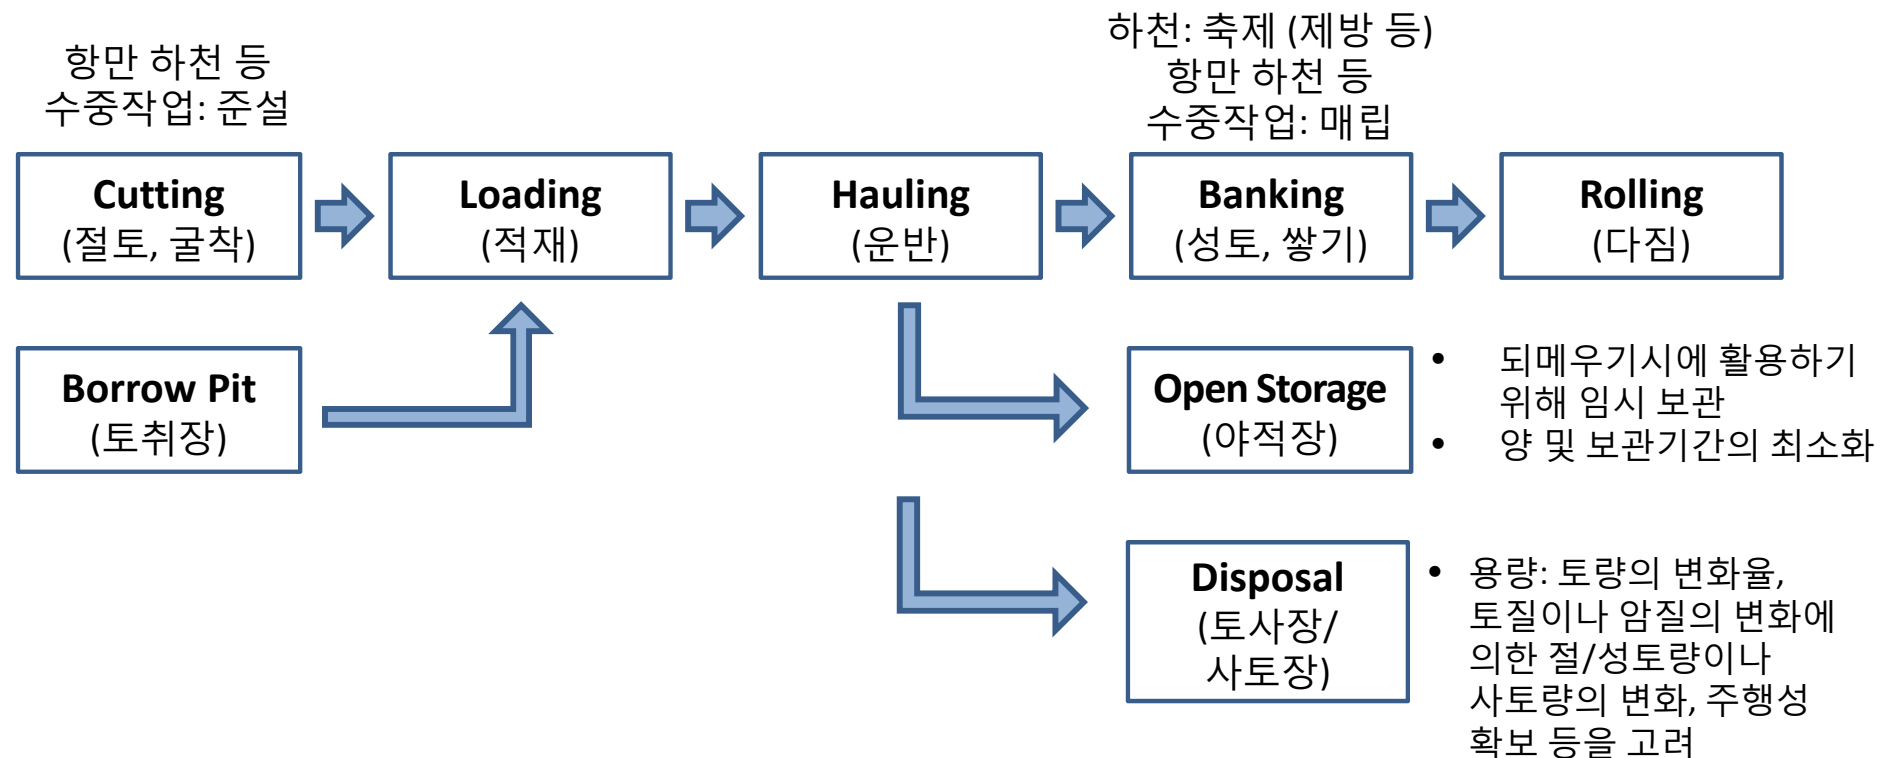 항만 하천 등
수중작업: 준설
하천: 축제 (제방 등)
항만 하천 등
수중작업: 매립
Cutting
(절토, 굴착)
Loading
(적재)
Hauling
(운반)
Banking
(성토, 쌓기)
Rolling
(다짐)
Borrow Pit
(토취장)
Open Storage
(야적장)
• 되메우기시에 활용하기
위해 임시 보관
• 양 및 보관기간의 최소화
Disposal
(토사장/
사토장)
• 용량: 토량의 변화율,
토질이나 암질의 변화에
의한 절/성토량이나
사토량의 변화, 주행성
확보 등을 고려